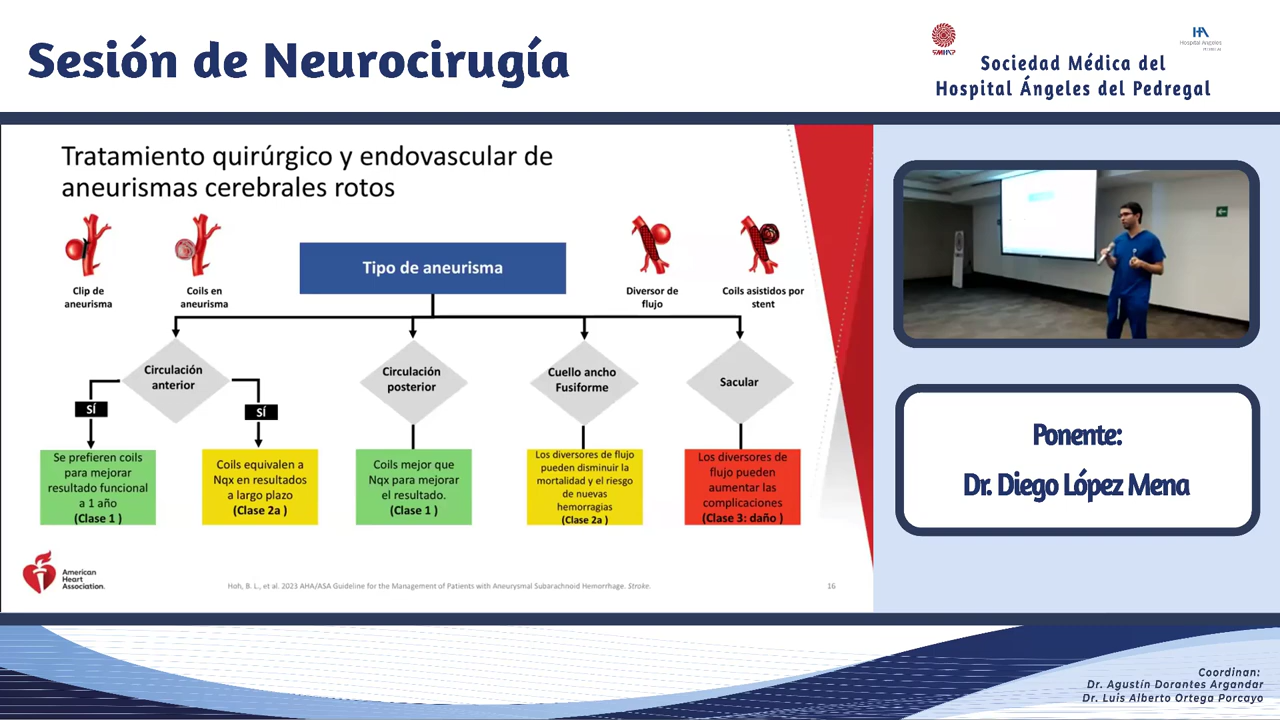 Sesión de Neurocirugía
SMHAP
HA
Hospital Angeles
PEDREGAL
Sociedad Médica del
Hospital Ángeles del Pedregal
Tratamiento quirúrgico y endovascular de
aneurismas cerebrales rotos
Clip de
aneurisma
Coils en
aneurisma
Tipo de aneurisma
Diversor de
flujo
Coils asistidos por
stent
Circulación
anterior
Circulación
posterior
Cuello ancho
Fusiforme
Sacular
SÍ
SÍ
Se prefieren coils
para mejorar
resultado funcional
a 1 año
(Clase 1 )
Coils equivalen a
Nqx en resultados
a largo plazo
(Clase 2a )
Coils mejor que
Nqx para mejorar
el resultado.
(Clase 1 )
Los diversores de flujo
pueden disminuir la
mortalidad y el riesgo
de nuevas
hemorragias
(Clase 2a )
Los diversores de
flujo pueden
aumentar las
complicaciones
(Clase 3: daño )
American
Heart
Association.
Hoh, B. L., et al. 2023 AHA/ASA Guideline for the Management of Patients with Aneurysmal Subarachnoid Hemorrhage. Stroke.
16
Ponente:
Dr. Diego López Mena
Coordinan:
Dr. Agustín Dorantes Argandar
Dr. Luis Alberto Ortega Porcayo